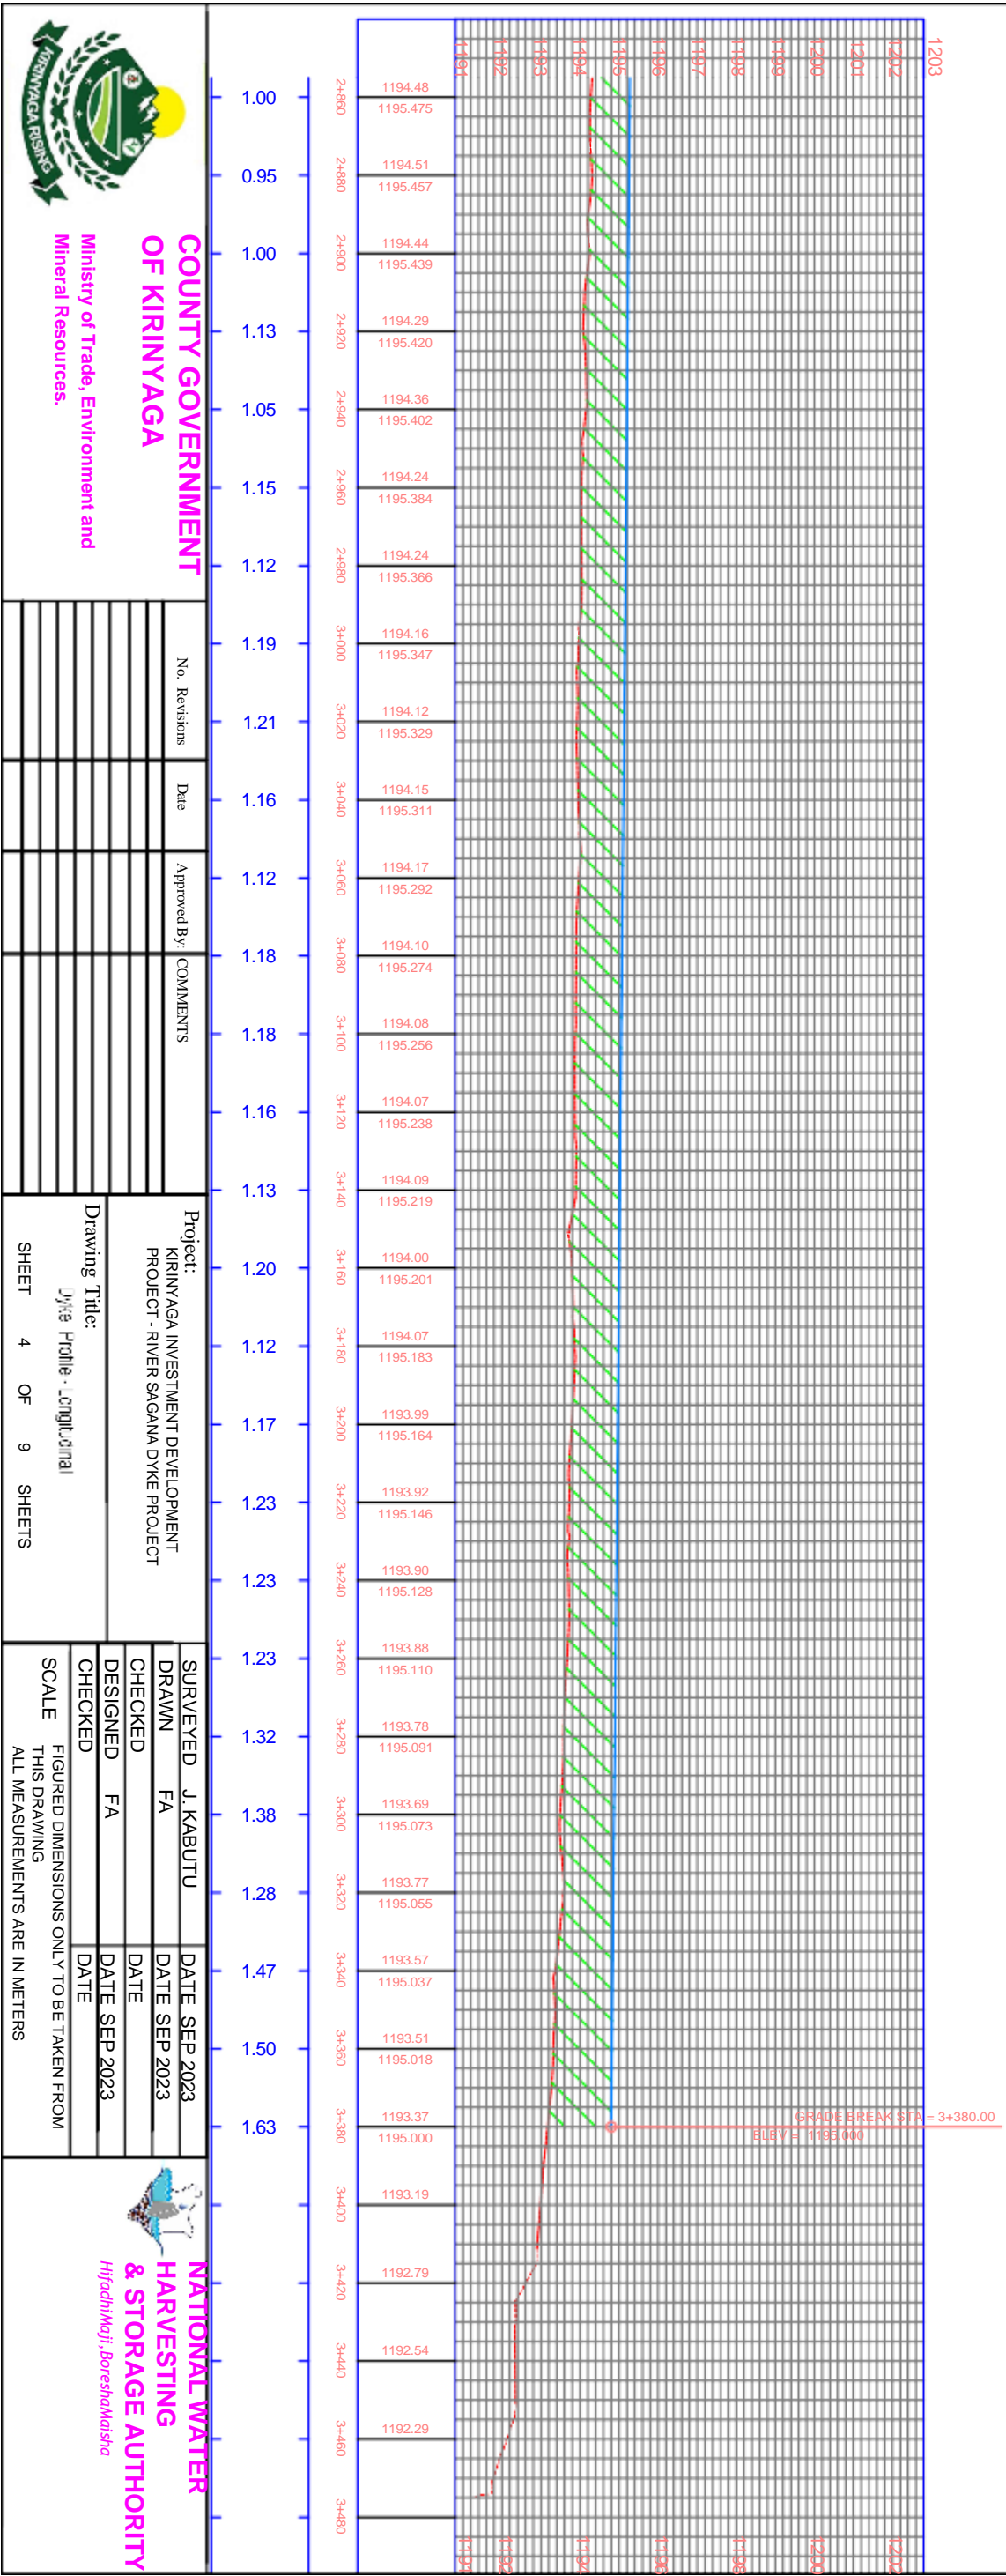 1191 1192 1193 1194 1195 1196 1197 1198 1199 1200 1201 1202 1203
GRADE BREAK STA = 3+380.00
ELEV = 1195.000
1191 1192 1194 1196 1198 1200 1202
1194.48 1194.51 1194.44 1194.29 1194.36 1194.24 1194.24 1194.16 1194.12 1194.15 1194.17 1194.10 1194.08 1194.07 1194.09 1194.00 1194.07 1193.99 1193.92 1193.90 1193.88 1193.78 1193.69 1193.77 1193.57 1193.51 1193.37 1193.19 1192.79 1192.54 1192.29
1195.475 1195.457 1195.439 1195.420 1195.402 1195.384 1195.366 1195.347 1195.329 1195.311 1195.292 1195.274 1195.256 1195.238 1195.219 1195.201 1195.183 1195.164 1195.146 1195.128 1195.110 1195.091 1195.073 1195.055 1195.037 1195.018 1195.000
2+860 2+880 2+900 2+920 2+940 2+960 2+980 3+000 3+020 3+040 3+060 3+080 3+100 3+120 3+140 3+160 3+180 3+200 3+220 3+240 3+260 3+280 3+300 3+320 3+340 3+360 3+380 3+400 3+420 3+440 3+460 3+480
1.00 0.95 1.00 1.13 1.05 1.15 1.12 1.19 1.21 1.16 1.12 1.18 1.18 1.16 1.13 1.20 1.12 1.17 1.23 1.23 1.23 1.32 1.38 1.28 1.47 1.50 1.63
KIRINYAGA RISING
COUNTY GOVERNMENT
OF KIRINYAGA
Ministry of Trade, Environment and
Mineral Resources.
No. Revisions Date Approved By: COMMENTS
Project:
KIRINYAGA INVESTMENT DEVELOPMENT
PROJECT - RIVER SAGANA DYKE PROJECT
Drawing Title:
Dyke Profile - Longitudinal
SHEET 4 OF 9 SHEETS
SURVEYED J. KABUTU DATE SEP 2023
DRAWN FA DATE SEP 2023
CHECKED DATE
DESIGNED FA DATE SEP 2023
CHECKED DATE
SCALE FIGURED DIMENSIONS ONLY TO BE TAKEN FROM
THIS DRAWING
ALL MEASUREMENTS ARE IN METERS
NATIONAL WATER
HARVESTING
& STORAGE AUTHORITY
HifadhiMaji,BoreshaMaisha